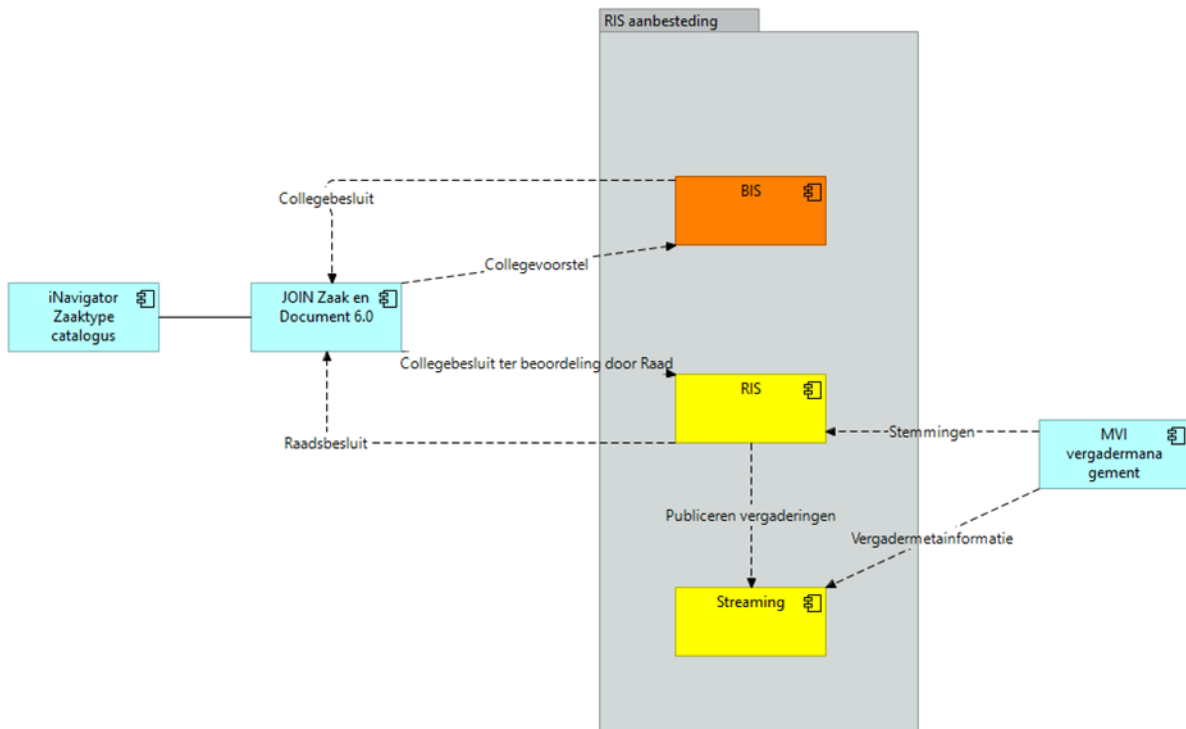 RIS aanbesteding
BIS
Collegebesluit
Collegevoorstel
iNavigator
Zaaktype
catalogus
JOIN Zaak en
Document 6.0
Collegebesluit ter beoordeling door Raad
RIS
Raadsbesluit
Stemmingen
MVI
vergadermana
gement
Publiceren vergaderingen
Vergadermetainformatie
Streaming